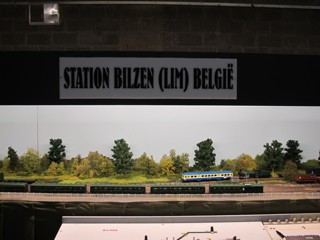 STATION BILZEN (LIM) BELGIË